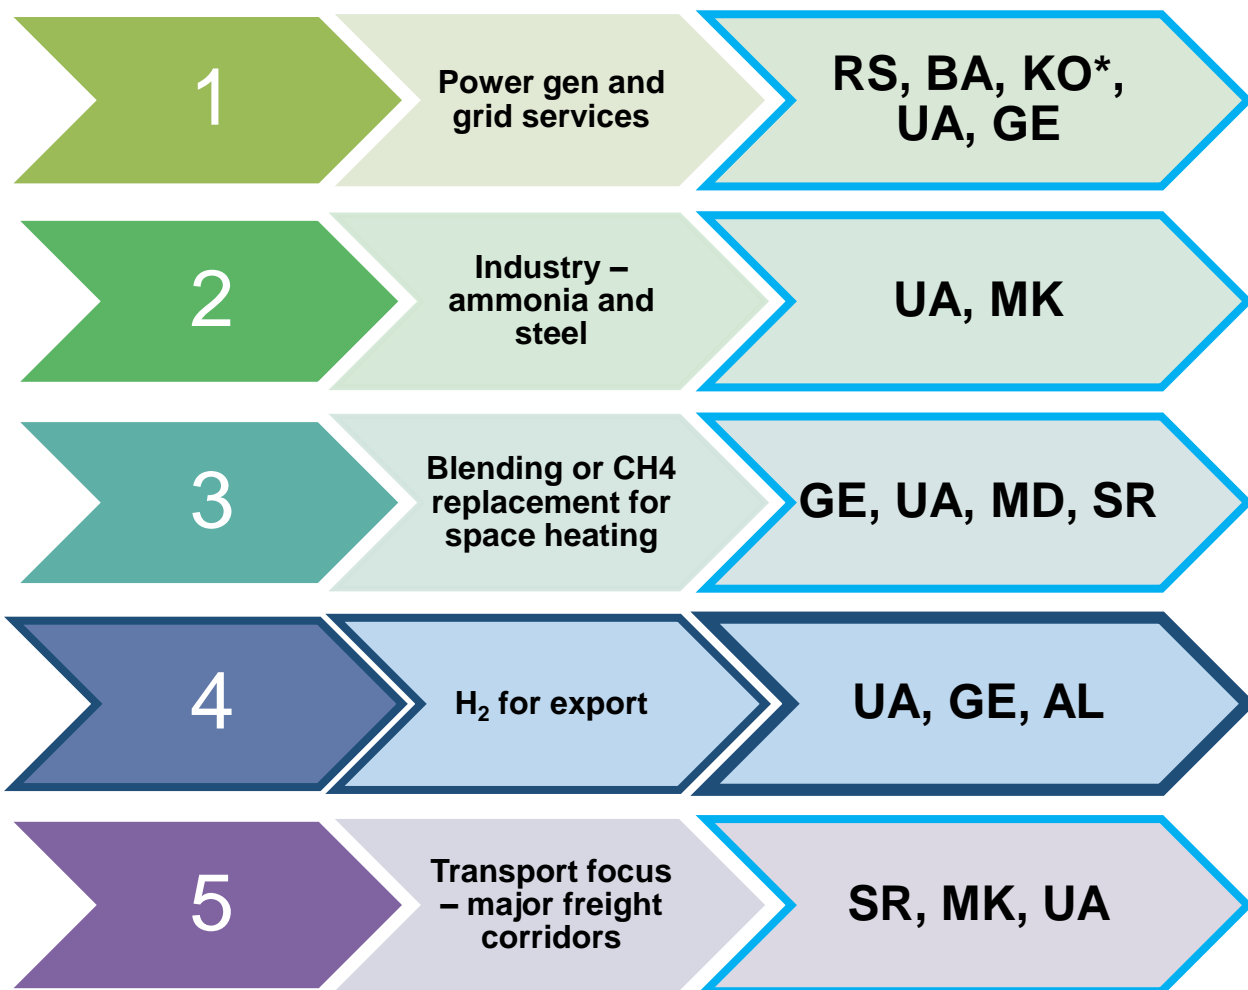 1
Power gen and
grid services
RS, BA, KO*,
UA, GE
2
Industry –
ammonia and
steel
UA, MK
3
Blending or CH4
replacement for
space heating
GE, UA, MD, SR
4
H₂ for export
UA, GE, AL
5
Transport focus
– major freight
corridors
SR, MK, UA